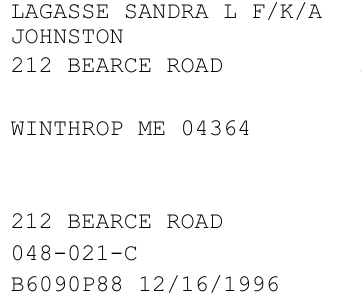 LAGASSE SANDRA L F/K/A
JOHNSTON
212 BEARCE ROAD
WINTHROP ME 04364
212 BEARCE ROAD
048-021-C
B6090P88 12/16/1996